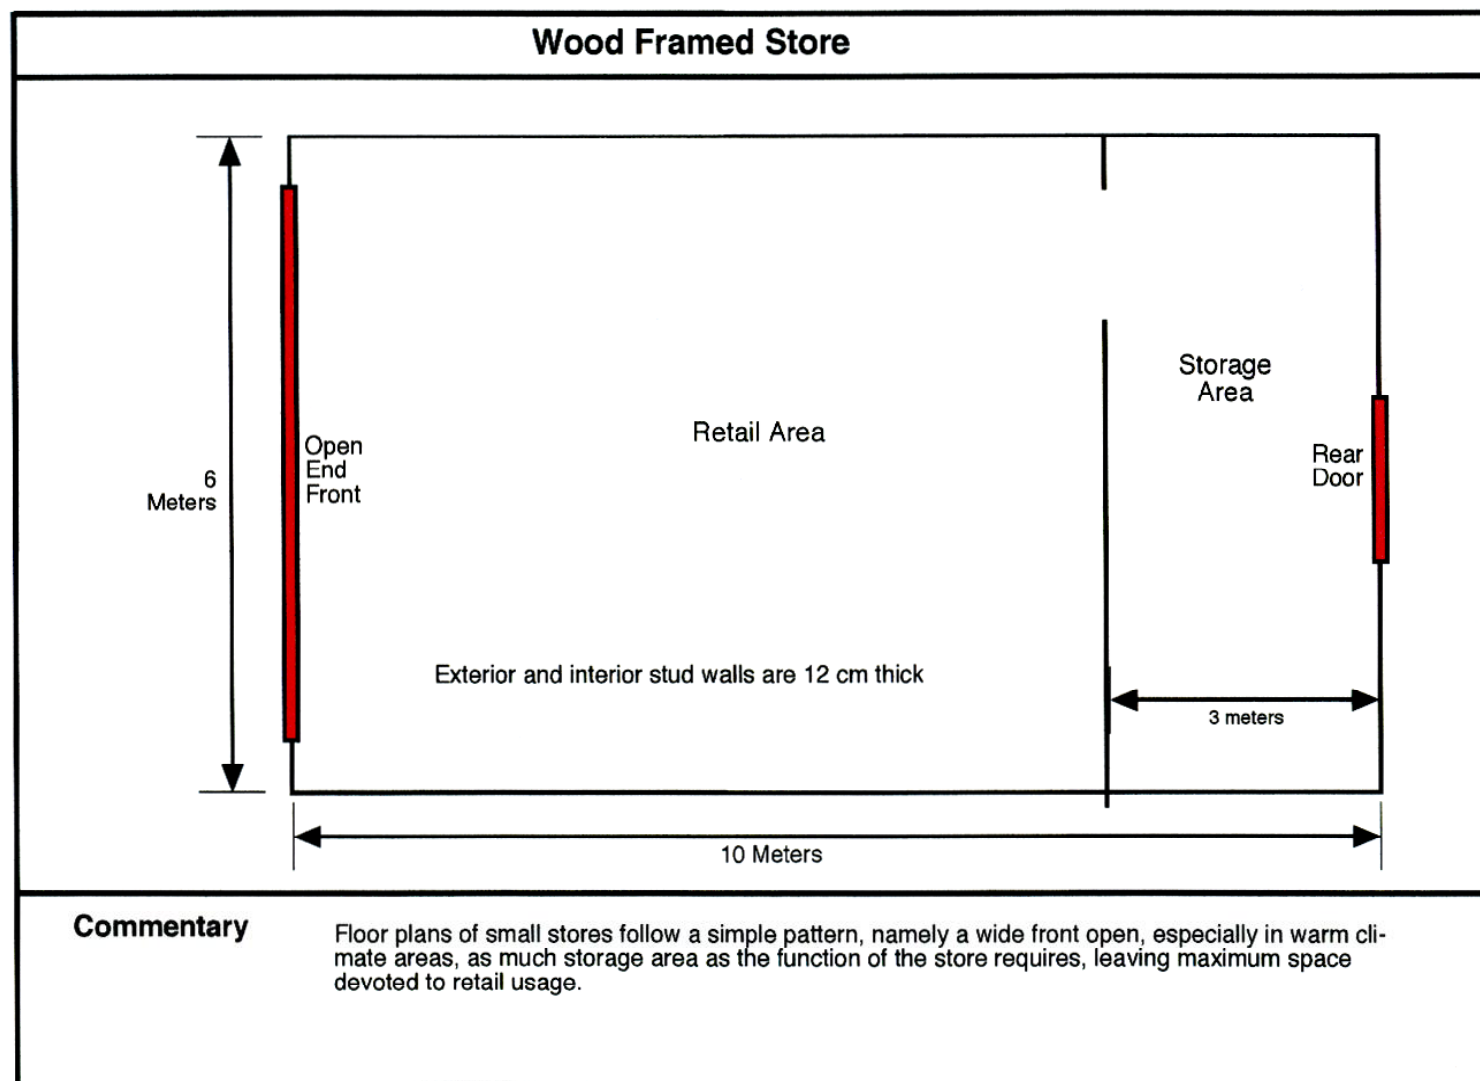 Wood Framed Store
6
Meters
Open
End
Front
Retail Area
Storage
Area
Rear
Door
Exterior and interior stud walls are 12 cm thick
3 meters
10 Meters
Commentary
Floor plans of small stores follow a simple pattern, namely a wide front open, especially in warm cli-
mate areas, as much storage area as the function of the store requires, leaving maximum space
devoted to retail usage.